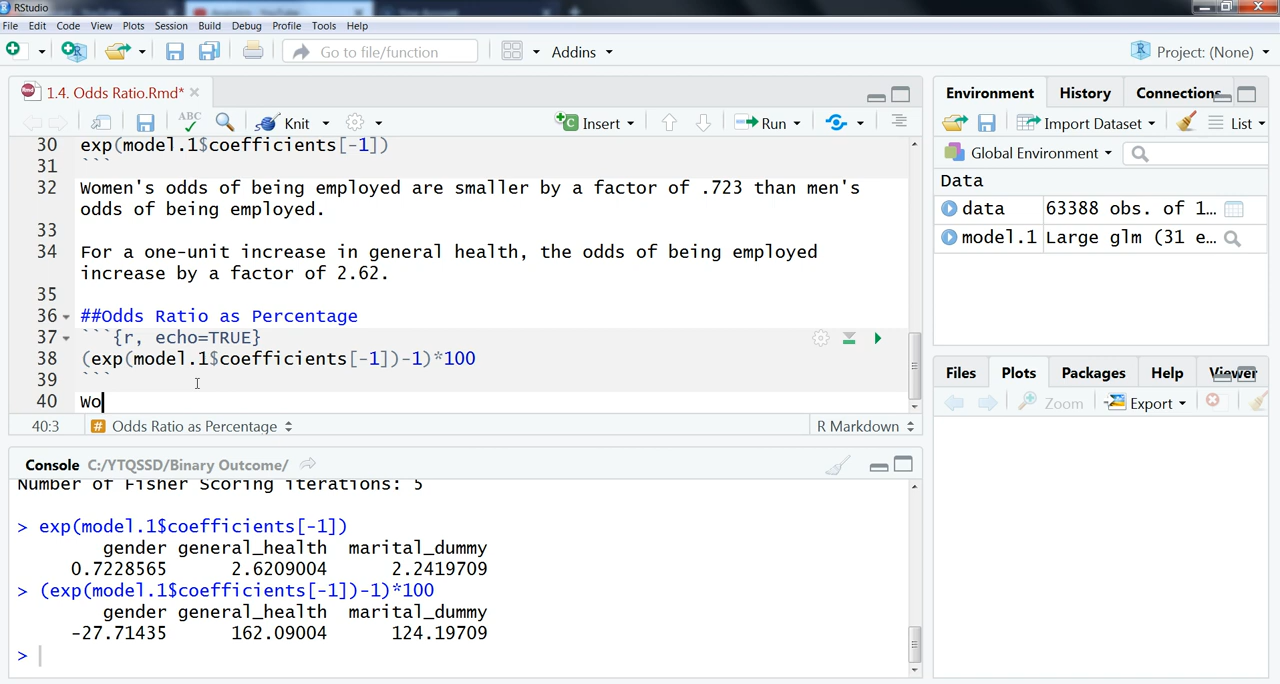 RStudio
File Edit Code View Plots Session Build Debug Profile Tools Help
Go to file/function Addins Project: (None)
1.4. Odds Ratio.Rmd*
ABC Knit Insert Run
30 exp(model.1$coefficients[-1])
31 ```
32 Women's odds of being employed are smaller by a factor of .723 than men's
odds of being employed.
33
34 For a one-unit increase in general health, the odds of being employed
increase by a factor of 2.62.
35
36 ##Odds Ratio as Percentage
37 ```{r, echo=TRUE}
38 (exp(model.1$coefficients[-1])-1)*100
39 ```
40 Wo
40:3 # Odds Ratio as Percentage R Markdown
Console C:/YTQSSD/Binary Outcome/
Number of Fisher Scoring iterations: 5
> exp(model.1$coefficients[-1])
gender general_health marital_dummy
0.7228565 2.6209004 2.2419709
> (exp(model.1$coefficients[-1])-1)*100
gender general_health marital_dummy
-27.71435 162.09004 124.19709
>
Environment History Connections
Import Dataset List
Global Environment
Data
data 63388 obs. of 1…
model.1 Large glm (31 e…
Files Plots Packages Help Viewer
Zoom Export